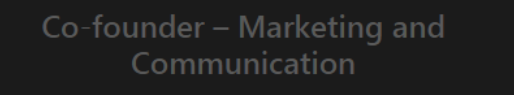 Co-founder – Marketing and
Communication